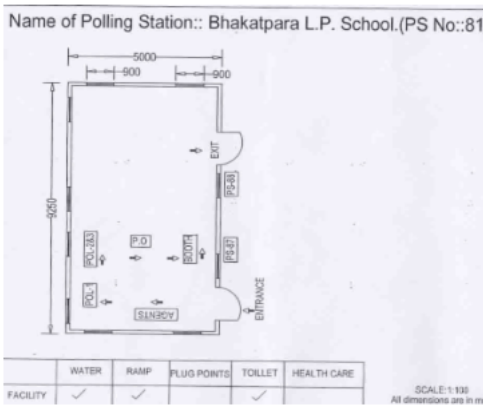 Name of Polling Station:: Bhakatpara L.P. School.(PS No::81
5000
900
900
EXIT
9250
PS-88
POL-2&3
P.O
BOOTH
PS-87
POL-1
AGENTS
ENTRANCE
WATER RAMP PLUG POINTS TOILLET HEALTH CARE
FACILITY ✓ ✓ ✓
SCALE:1:100
All dimensions are in m